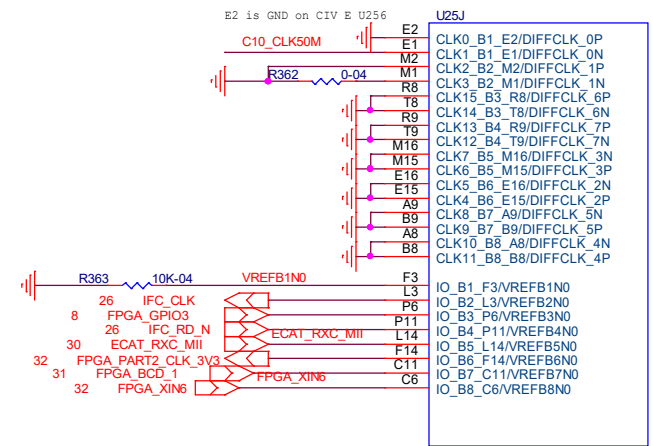 E2 is GND on CIV E U256
U25J
E2 CLK0_B1_E2/DIFFCLK_0P
C10_CLK50M E1 CLK1_B1_E1/DIFFCLK_0N
M2 CLK2_B2_M2/DIFFCLK_1P
R362 0-04 M1 CLK3_B2_M1/DIFFCLK_1N
R8 CLK15_B3_R8/DIFFCLK_6P
T8 CLK14_B3_T8/DIFFCLK_6N
R9 CLK13_B4_R9/DIFFCLK_7P
T9 CLK12_B4_T9/DIFFCLK_7N
M16 CLK7_B5_M16/DIFFCLK_3N
M15 CLK6_B5_M15/DIFFCLK_3P
E16 CLK5_B6_E16/DIFFCLK_2N
E15 CLK4_B6_E15/DIFFCLK_2P
A9 CLK8_B7_A9/DIFFCLK_5N
B9 CLK9_B7_B9/DIFFCLK_5P
A8 CLK10_B8_A8/DIFFCLK_4N
B8 CLK11_B8_B8/DIFFCLK_4P
R363 10K-04 VREFB1N0 F3 IO_B1_F3/VREFB1N0
26 IFC_CLK L3 IO_B2_L3/VREFB2N0
8 FPGA_GPIO3 P6 IO_B3_P6/VREFB3N0
26 IFC_RD_N P11 IO_B4_P11/VREFB4N0
30 ECAT_RXC_MII ECAT_RXC_MII L14 IO_B5_L14/VREFB5N0
32 FPGA_PART2_CLK_3V3 F14 IO_B6_F14/VREFB6N0
31 FPGA_BCD_1 FPGA_XIN6 C11 IO_B7_C11/VREFB7N0
32 FPGA_XIN6 C6 IO_B8_C6/VREFB8N0